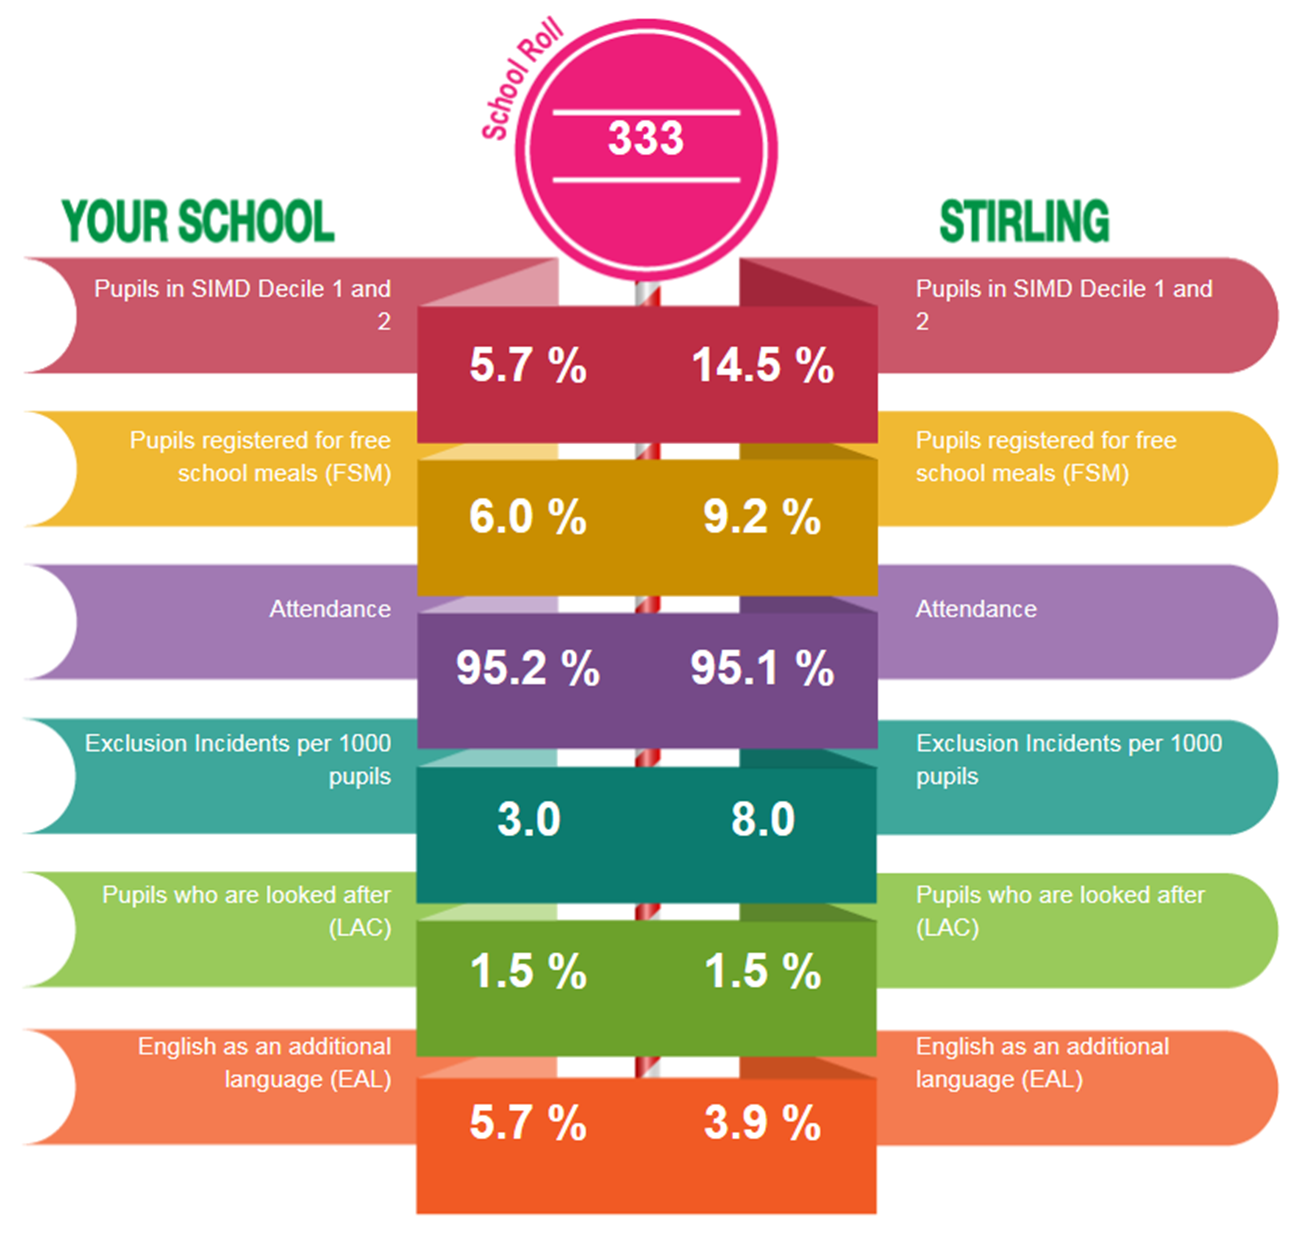 School Roll
333
YOUR SCHOOL
STIRLING
Pupils in SIMD Decile 1 and
2
5.7 %
14.5 %
Pupils in SIMD Decile 1 and
2
Pupils registered for free
school meals (FSM)
6.0 %
9.2 %
Pupils registered for free
school meals (FSM)
Attendance
95.2 %
95.1 %
Attendance
Exclusion Incidents per 1000
pupils
3.0
8.0
Exclusion Incidents per 1000
pupils
Pupils who are looked after
(LAC)
1.5 %
1.5 %
Pupils who are looked after
(LAC)
English as an additional
language (EAL)
5.7 %
3.9 %
English as an additional
language (EAL)